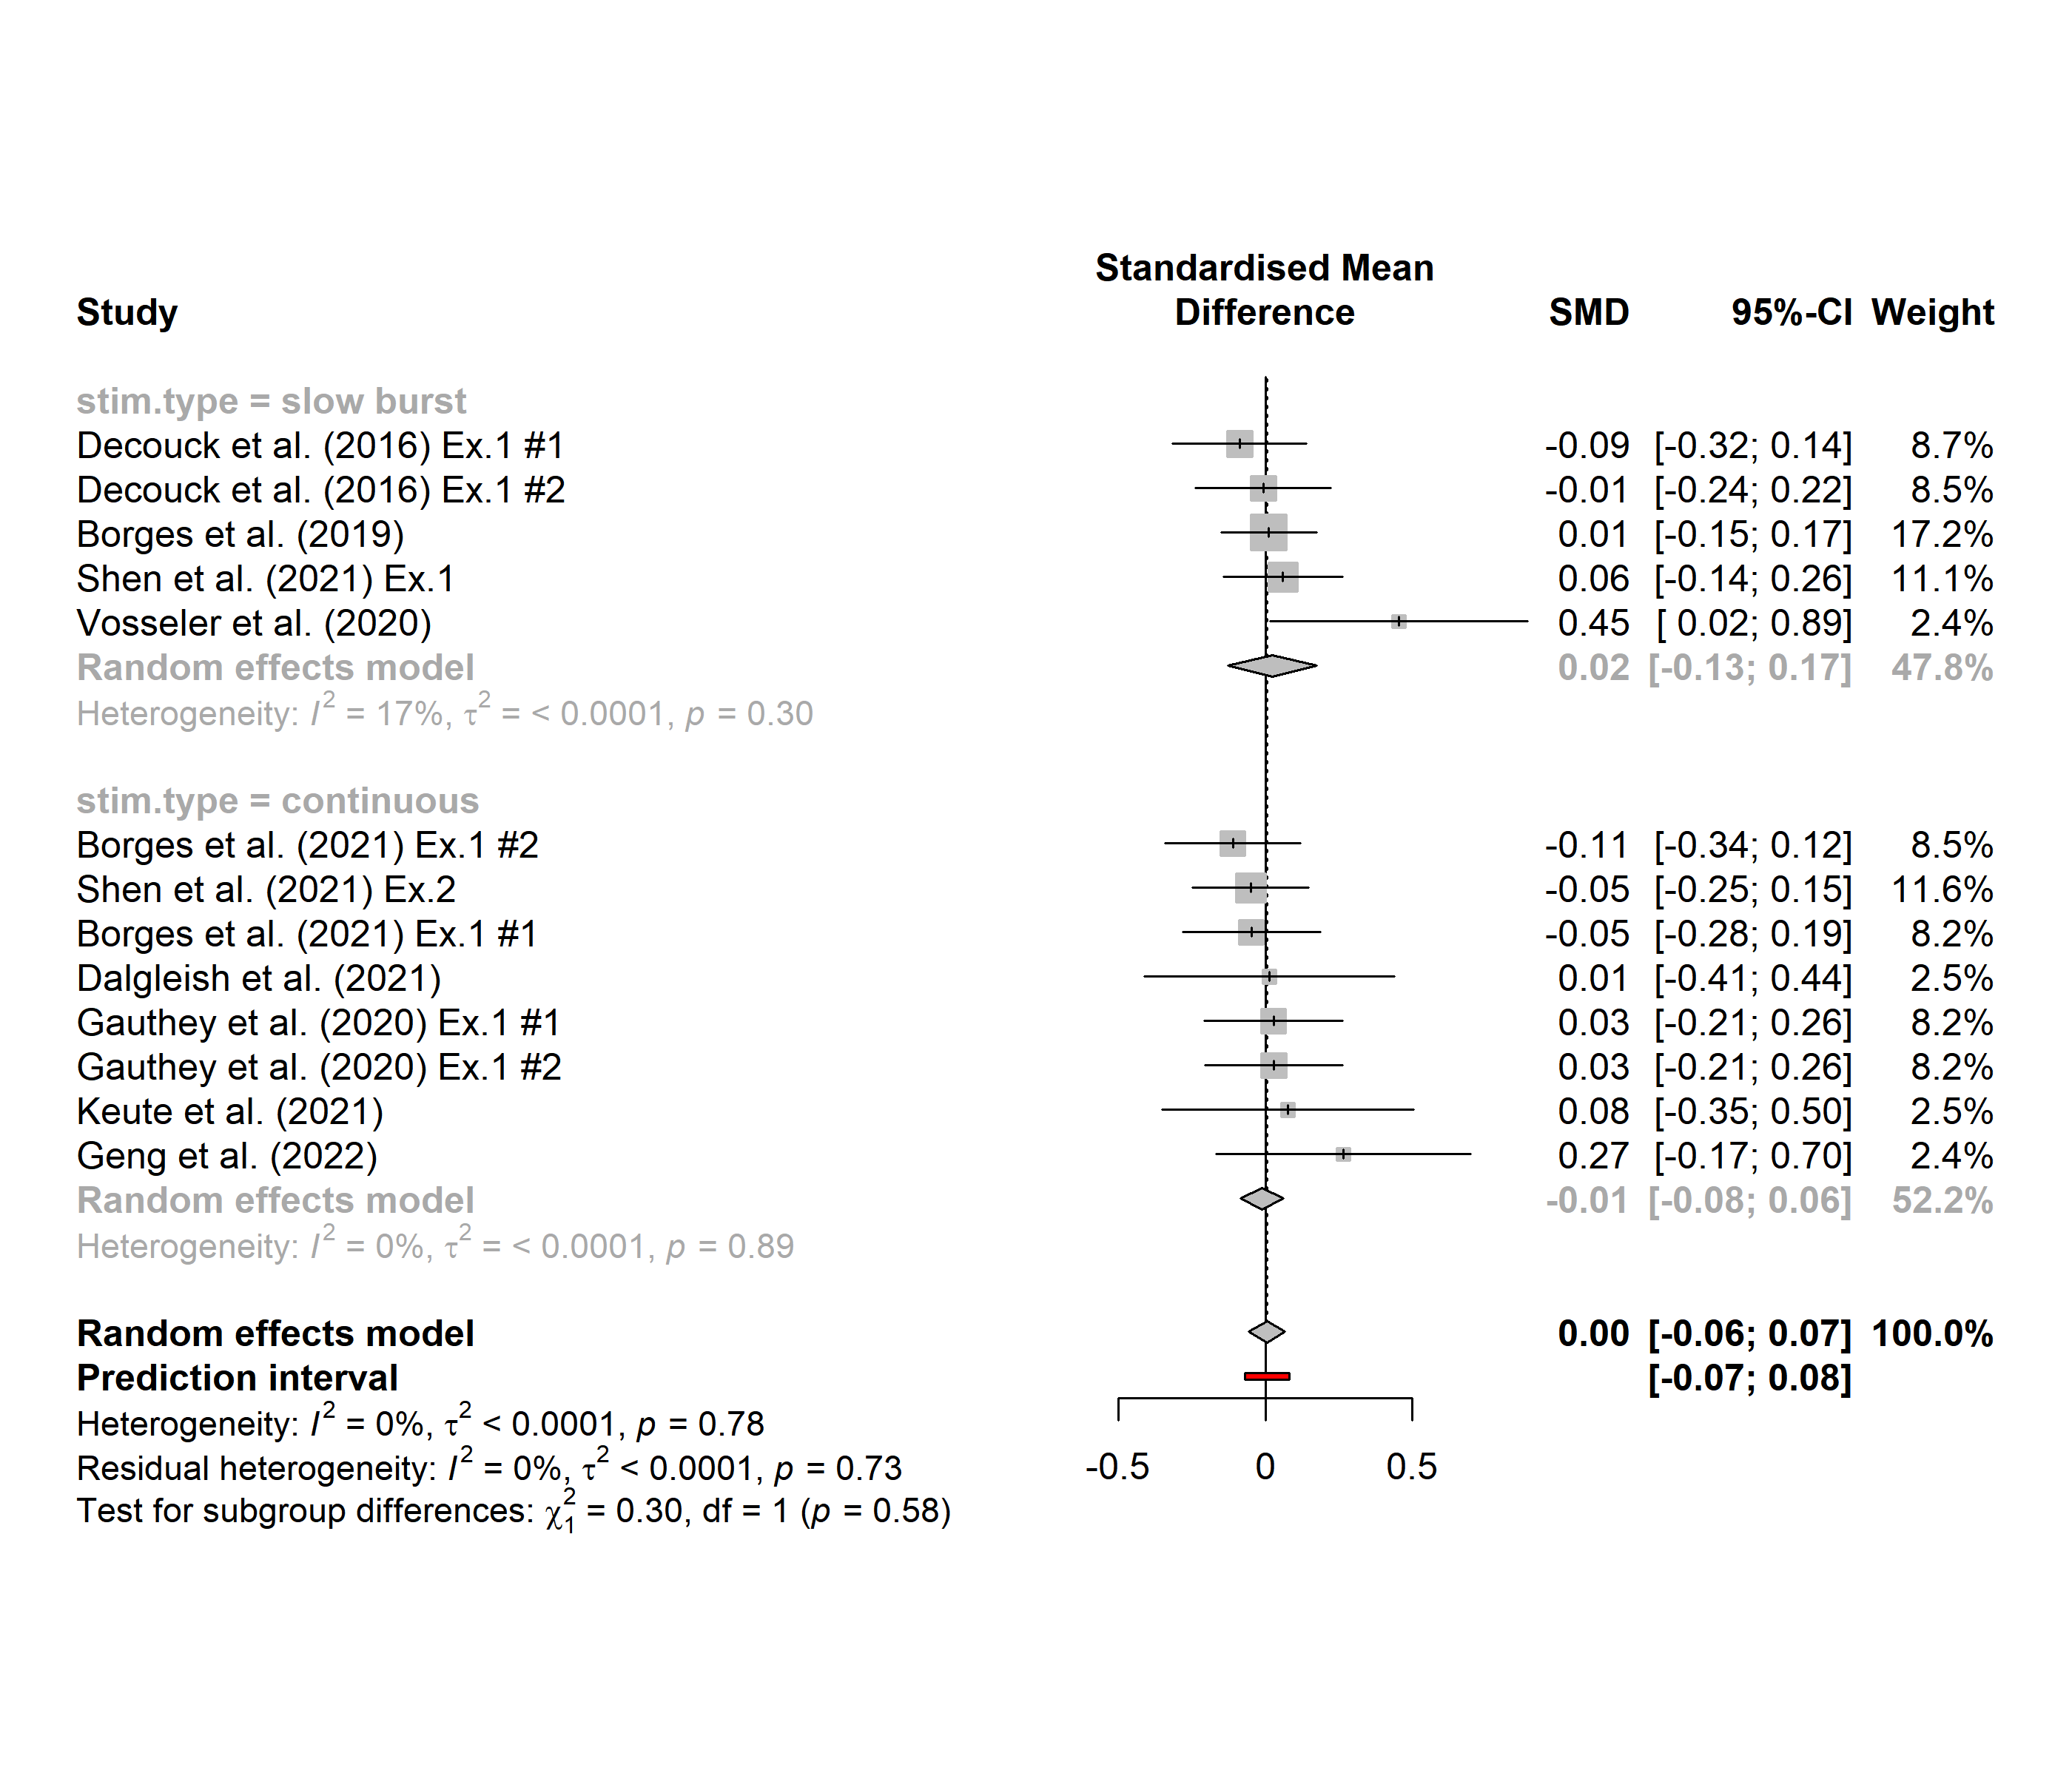 Standardised Mean
Study Difference SMD 95%-CI Weight
stim.type = slow burst
Decouck et al. (2016) Ex.1 #1 -0.09 [-0.32; 0.14] 8.7%
Decouck et al. (2016) Ex.1 #2 -0.01 [-0.24; 0.22] 8.5%
Borges et al. (2019) 0.01 [-0.15; 0.17] 17.2%
Shen et al. (2021) Ex.1 0.06 [-0.14; 0.26] 11.1%
Vosseler et al. (2020) 0.45 [ 0.02; 0.89] 2.4%
Random effects model 0.02 [-0.13; 0.17] 47.8%
Heterogeneity: I² = 17%, τ² = < 0.0001, p = 0.30
stim.type = continuous
Borges et al. (2021) Ex.1 #2 -0.11 [-0.34; 0.12] 8.5%
Shen et al. (2021) Ex.2 -0.05 [-0.25; 0.15] 11.6%
Borges et al. (2021) Ex.1 #1 -0.05 [-0.28; 0.19] 8.2%
Dalgleish et al. (2021) 0.01 [-0.41; 0.44] 2.5%
Gauthey et al. (2020) Ex.1 #1 0.03 [-0.21; 0.26] 8.2%
Gauthey et al. (2020) Ex.1 #2 0.03 [-0.21; 0.26] 8.2%
Keute et al. (2021) 0.08 [-0.35; 0.50] 2.5%
Geng et al. (2022) 0.27 [-0.17; 0.70] 2.4%
Random effects model -0.01 [-0.08; 0.06] 52.2%
Heterogeneity: I² = 0%, τ² = < 0.0001, p = 0.89
Random effects model 0.00 [-0.06; 0.07] 100.0%
Prediction interval [-0.07; 0.08]
Heterogeneity: I² = 0%, τ² < 0.0001, p = 0.78
Residual heterogeneity: I² = 0%, τ² < 0.0001, p = 0.73
-0.5 0 0.5
Test for subgroup differences: χ²₁ = 0.30, df = 1 (p = 0.58)